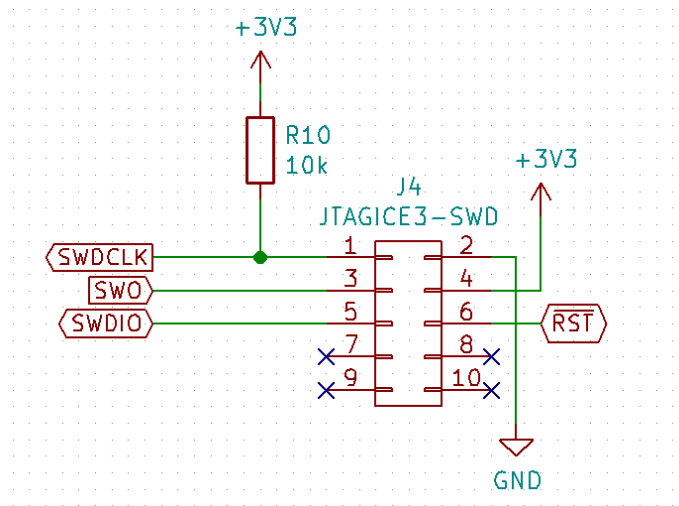 +3V3
R10
10k
+3V3
J4
JTAGICE3-SWD
SWDCLK 1 2
SWO 3 4
SWDIO 5 6 RST
7 8
9 10
GND